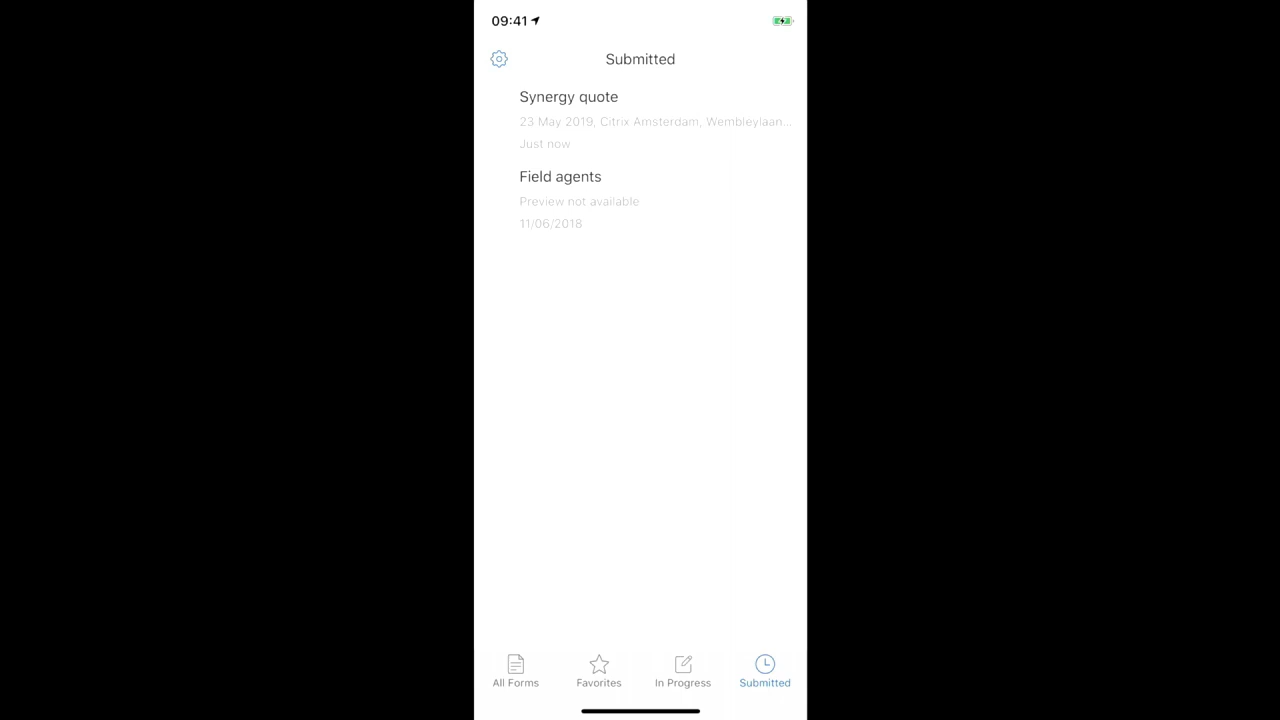 09:41
Submitted
Synergy quote
23 May 2019, Citrix Amsterdam, Wembleylaan...
Just now
Field agents
Preview not available
11/06/2018
All Forms
Favorites
In Progress
Submitted